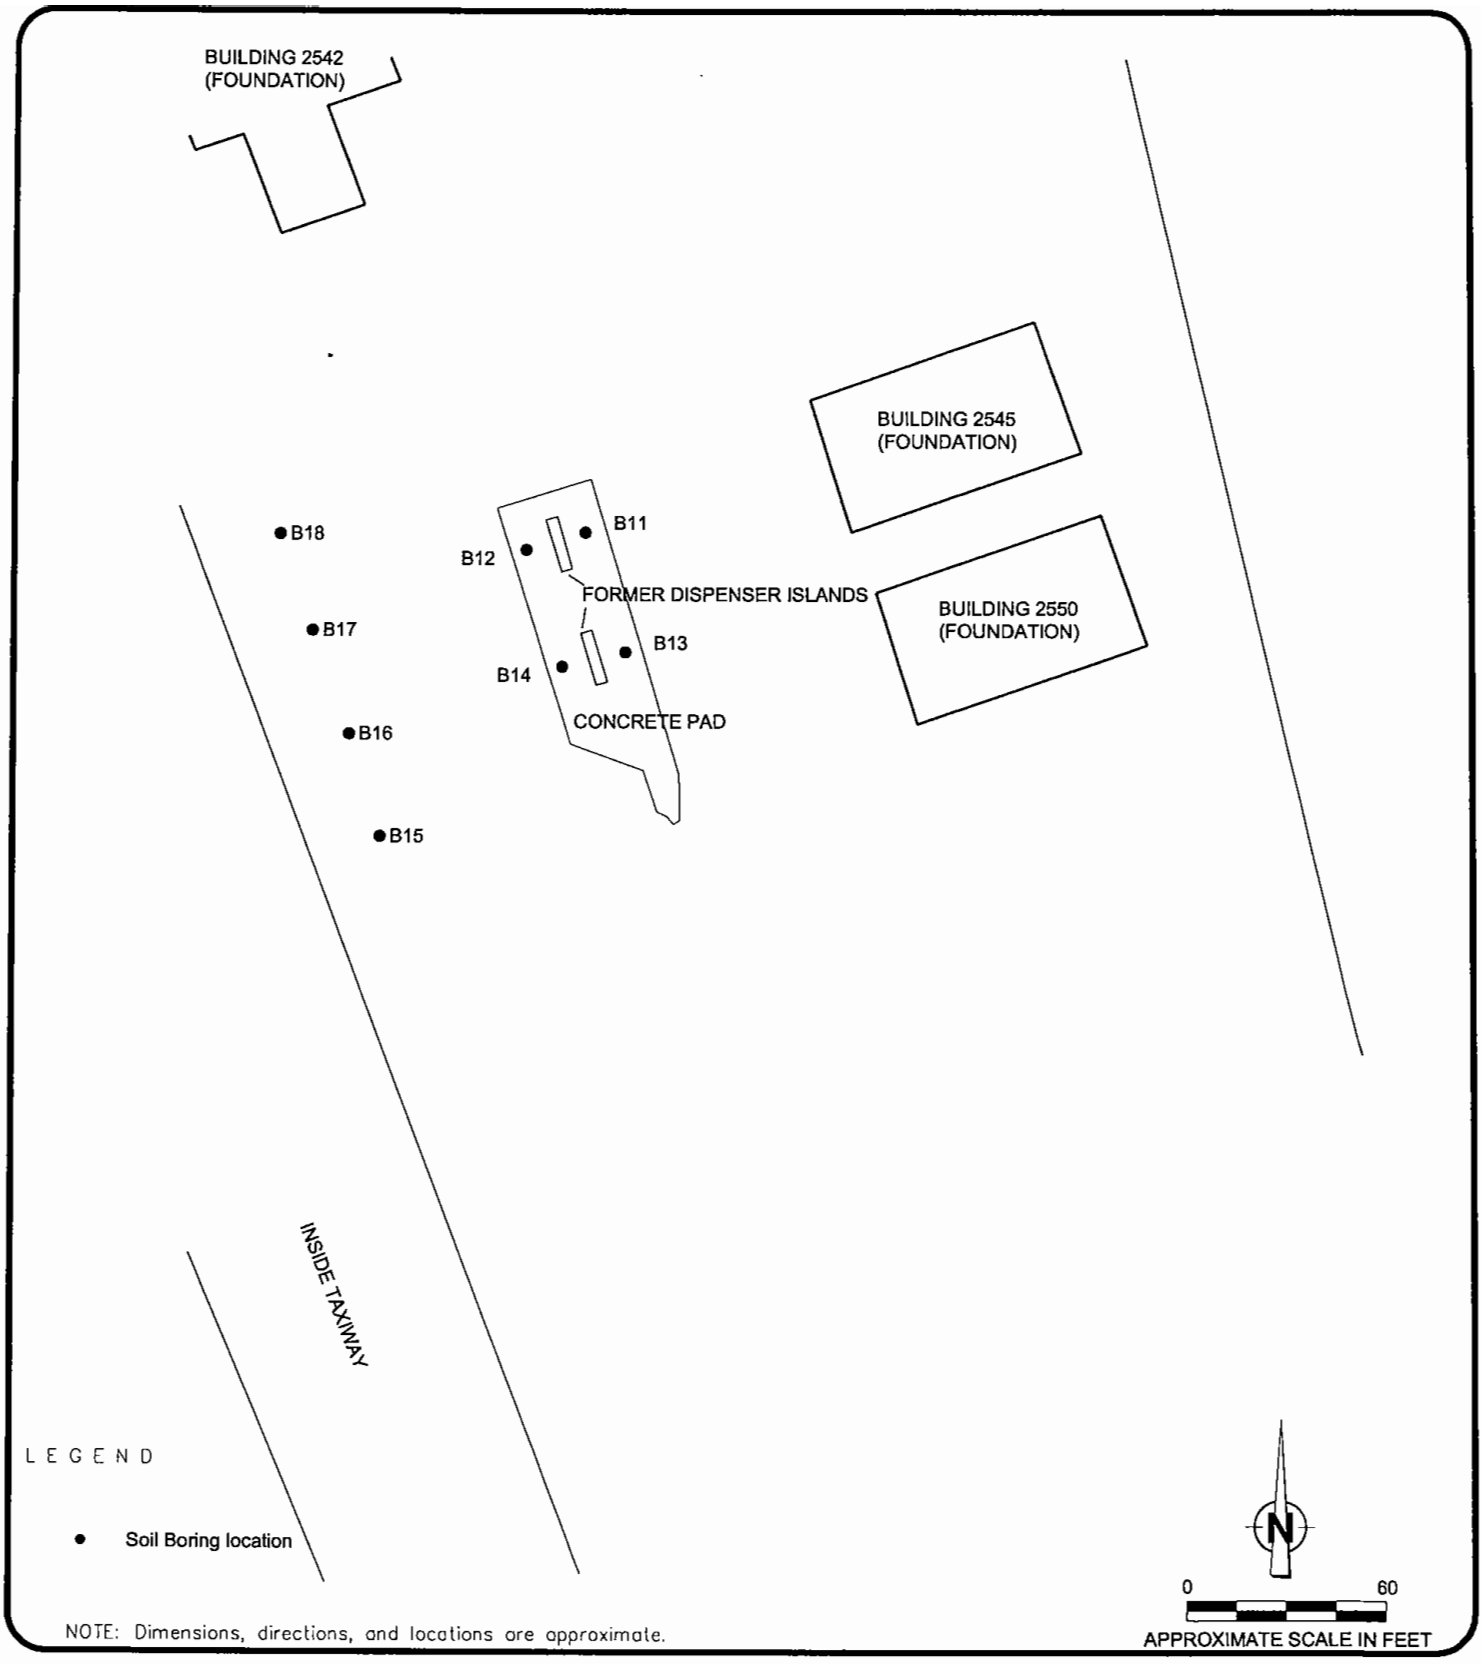 BUILDING 2542
(FOUNDATION)
BUILDING 2545
(FOUNDATION)
B18
B11
B12
FORMER DISPENSER ISLANDS
BUILDING 2550
(FOUNDATION)
B17
B13
B14
CONCRETE PAD
B16
B15
INSIDE TAXIWAY
LEGEND
Soil Boring location
N
0 60
APPROXIMATE SCALE IN FEET
NOTE: Dimensions, directions, and locations are approximate.